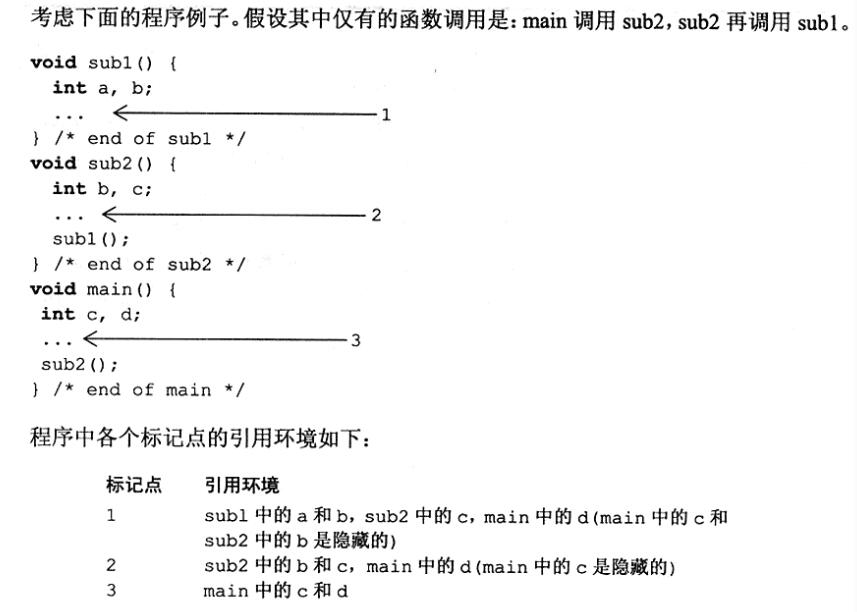 考虑下面的程序例子。假设其中仅有的函数调用是：main 调用 sub2，sub2 再调用 sub1。
void sub1() {
int a, b;
... 1
} /* end of sub1 */
void sub2() {
int b, c;
... 2
sub1();
} /* end of sub2 */
void main() {
int c, d;
... 3
sub2();
} /* end of main */
程序中各个标记点的引用环境如下：
标记点 引用环境
1 sub1 中的 a 和 b，sub2 中的 c，main 中的 d(main 中的 c 和
sub2 中的 b 是隐藏的)
2 sub2 中的 b 和 c，main 中的 d(main 中的 c 是隐藏的)
3 main 中的 c 和 d